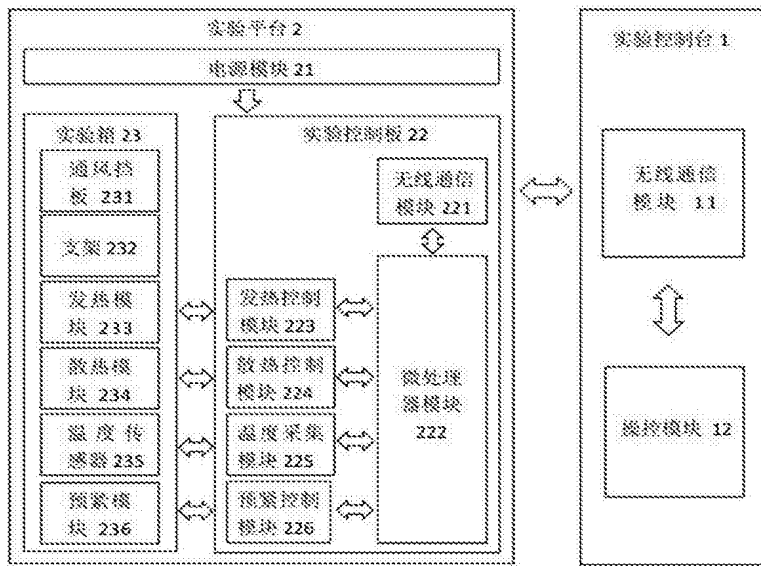 实验平台 2
电源模块 21
实验箱 23
通风挡
板 231
支架 232
发热模
块 233
散热模
块 234
温度传
感器 235
预紧模
块 236
实验控制板 22
无线通信
模块 221
发热控制
模块 223
散热控制
模块 224
温度采集
模块 225
预紧控制
模块 226
微处理
器模块
222
实验控制台 1
无线通信
模块 11
操控模块 12